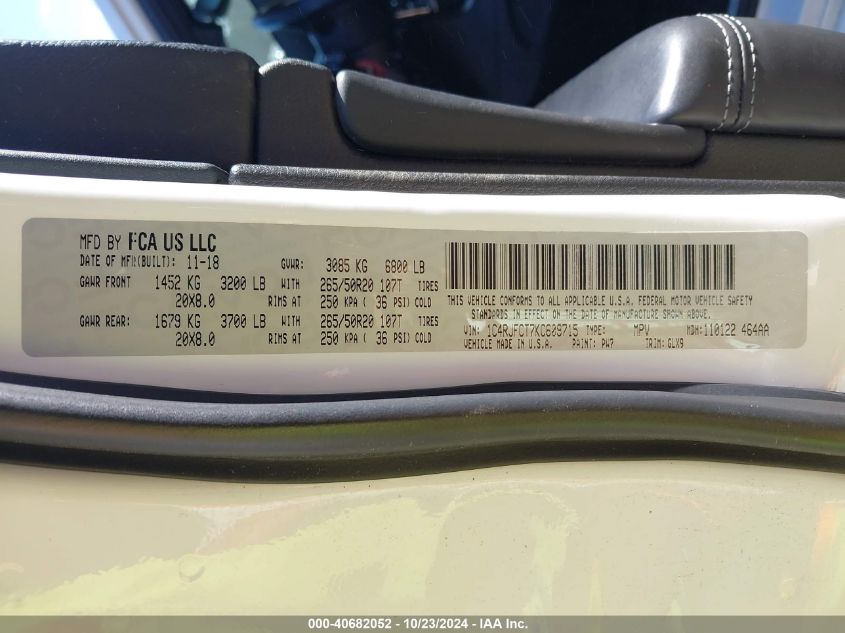 MFD BY FCA US LLC
DATE OF MFR(BUILT): 11-18 GVWR: 3085 KG 6800 LB
GAWR FRONT 1452 KG 3200 LB WITH 265/50R20 107T TIRES
20X8.0 RIMS AT 250 KPA ( 36 PSI) COLD
GAWR REAR: 1679 KG 3700 LB WITH 265/50R20 107T TIRES
20X8.0 RIMS AT 250 KPA ( 36 PSI) COLD
THIS VEHICLE CONFORMS TO ALL APPLICABLE U.S.A. FEDERAL MOTOR VEHICLE SAFETY
STANDARDS IN EFFECT ON THE DATE OF MANUFACTURE SHOWN ABOVE.
VIN: 1C4RJFCT7KC609715 TYPE: MPV MDH:110122 464AA
VEHICLE MADE IN U.S.A. PAINT: PW7 TRIM: GLX9
000-40682052 - 10/23/2024 - IAA Inc.